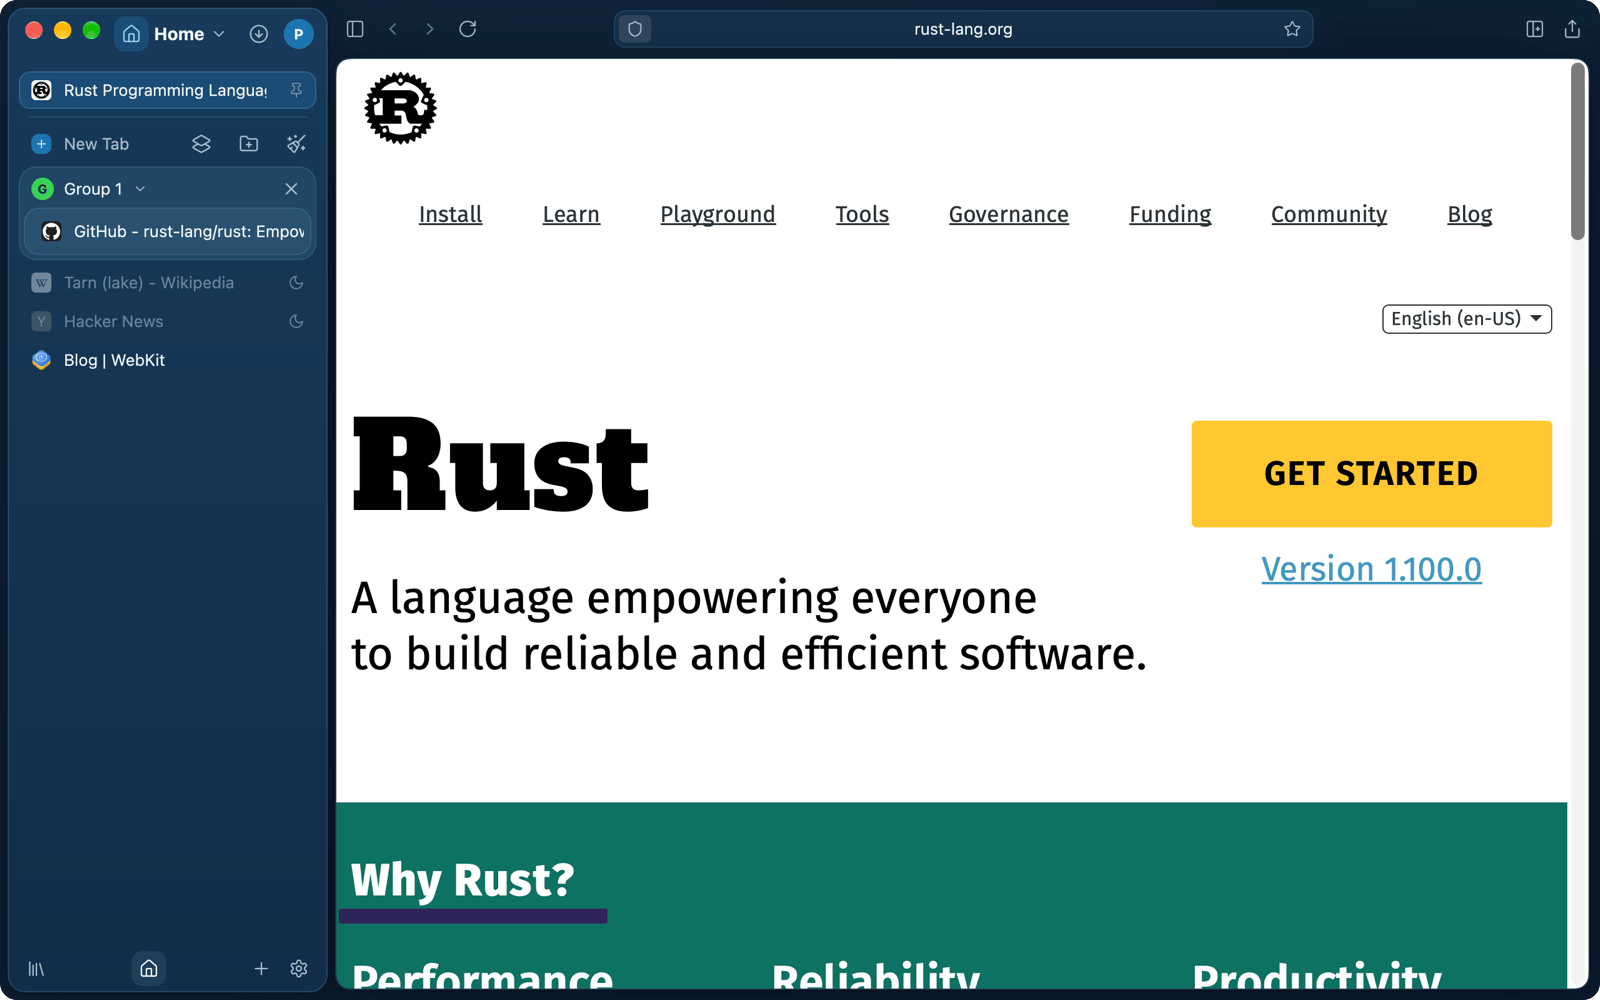 Home
P
rust-lang.org
Rust Programming Langua
New Tab
G Group 1
GitHub - rust-lang/rust: Empov
W Tarn (lake) - Wikipedia
Y Hacker News
Blog | WebKit
R
Install Learn Playground Tools Governance Funding Community Blog
English (en-US)
Rust
GET STARTED
Version 1.100.0
A language empowering everyone
to build reliable and efficient software.
Why Rust?
Performance Reliability Productivity